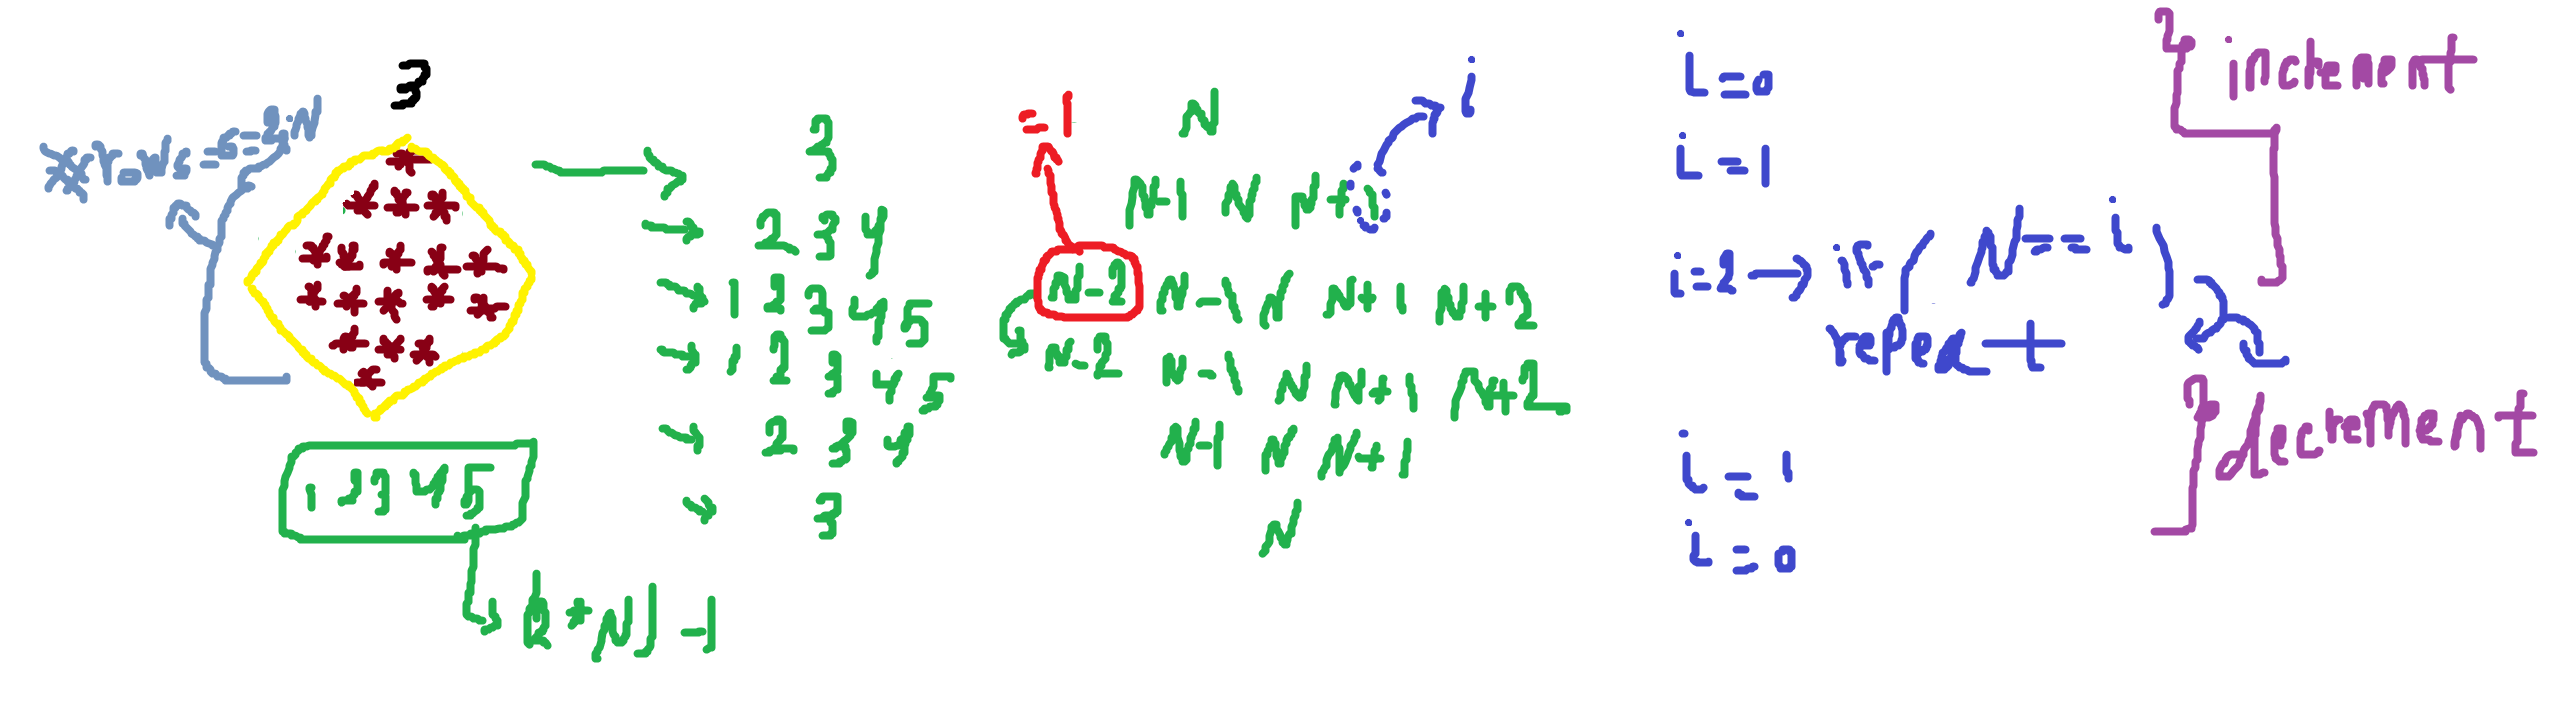 3
rows = 6 = 2N
* 
* * *
* * * * *
* * * * *
* * *
*
1 2 3 4 5
(2*N) - 1
3
2 3 4
1 2 3 4 5
1 2 3 4 5
2 3 4
3
= 1
N
N-1 N N+1
N-2 N-1 N N+1 N+2
N-2 N-1 N N+1 N+2
N-1 N N+1
N
i
i = 0
i = 1
i = 2 → if ( N == i )
repeat
i = 1
i = 0
increment
decrement